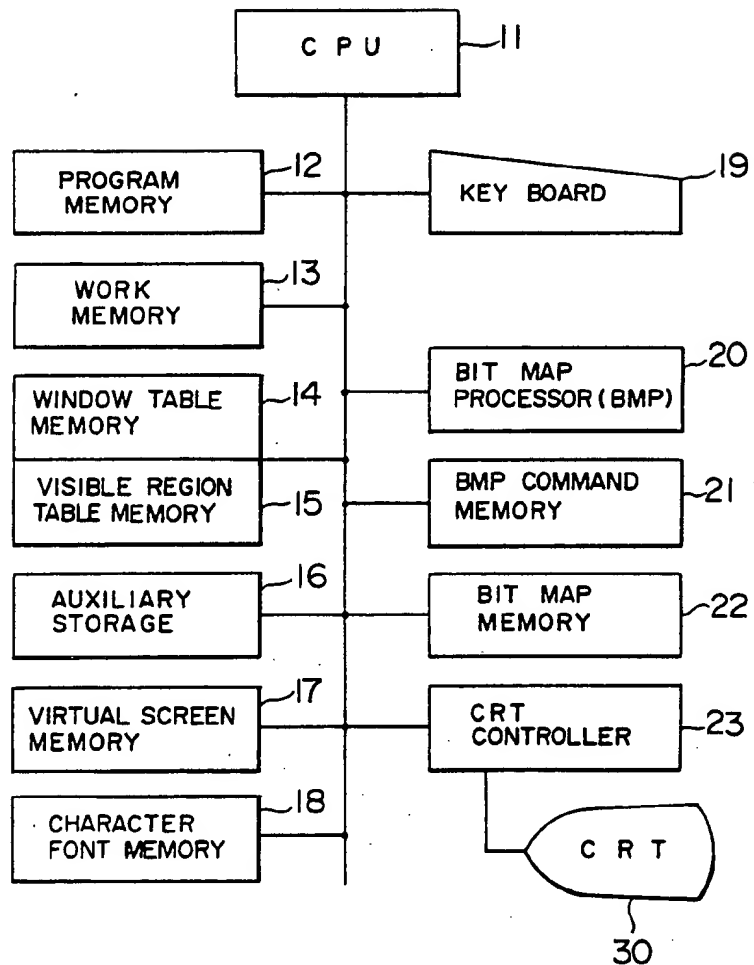 C P U
11
PROGRAM
MEMORY
12
KEY BOARD
19
WORK
MEMORY
13
WINDOW TABLE
MEMORY
14
BIT MAP
PROCESSOR (BMP)
20
VISIBLE REGION
TABLE MEMORY
15
BMP COMMAND
MEMORY
21
AUXILIARY
STORAGE
16
BIT MAP
MEMORY
22
VIRTUAL SCREEN
MEMORY
17
CRT
CONTROLLER
23
CHARACTER
FONT MEMORY
18
C R T
30